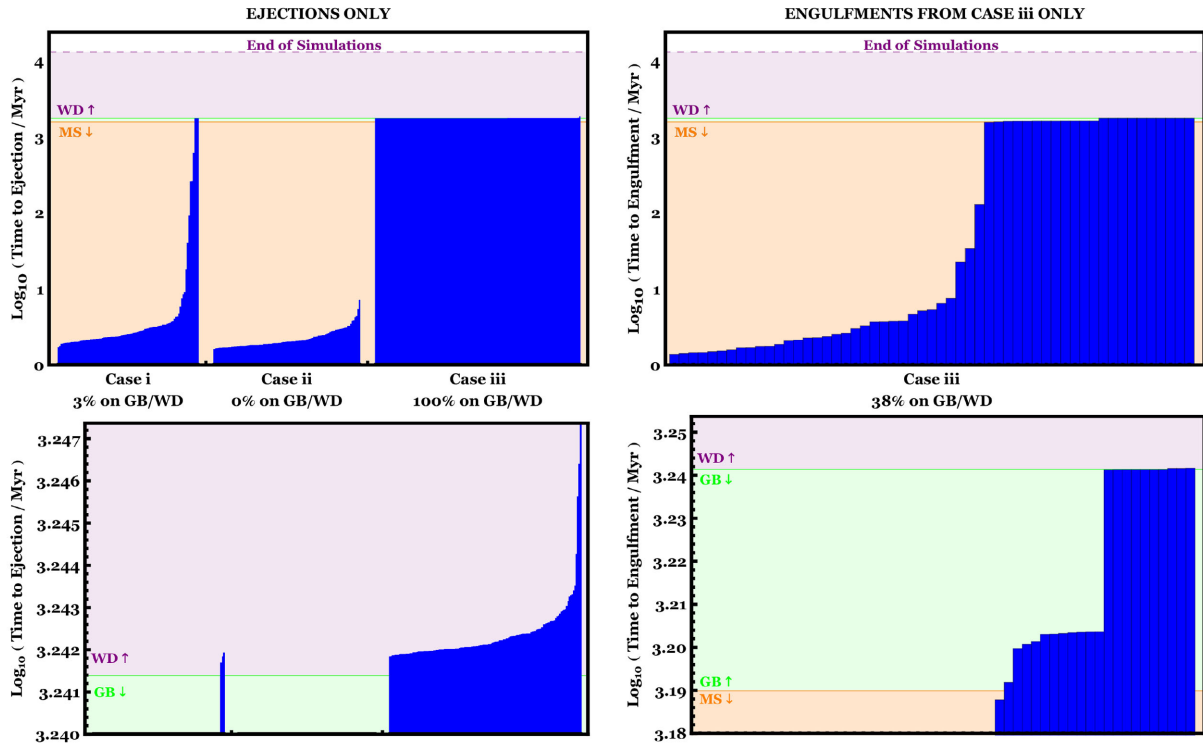 EJECTIONS ONLY
End of Simulations
WD ↑
MS ↓
Log10 ( Time to Ejection / Myr )
4
3
2
1
0
Case i
Case ii
Case iii
3% on GB/WD
0% on GB/WD
100% on GB/WD
ENGULFMENTS FROM CASE iii ONLY
End of Simulations
WD ↑
MS ↓
Log10 ( Time to Engulfment / Myr )
4
3
2
1
0
Case iii
38% on GB/WD
Log10 ( Time to Ejection / Myr )
3.247
3.246
3.245
3.244
3.243
3.242
3.241
3.240
WD ↑
GB ↓
Log10 ( Time to Engulfment / Myr )
3.25
3.24
3.23
3.22
3.21
3.20
3.19
3.18
WD ↑
GB ↓
GB ↑
MS ↓